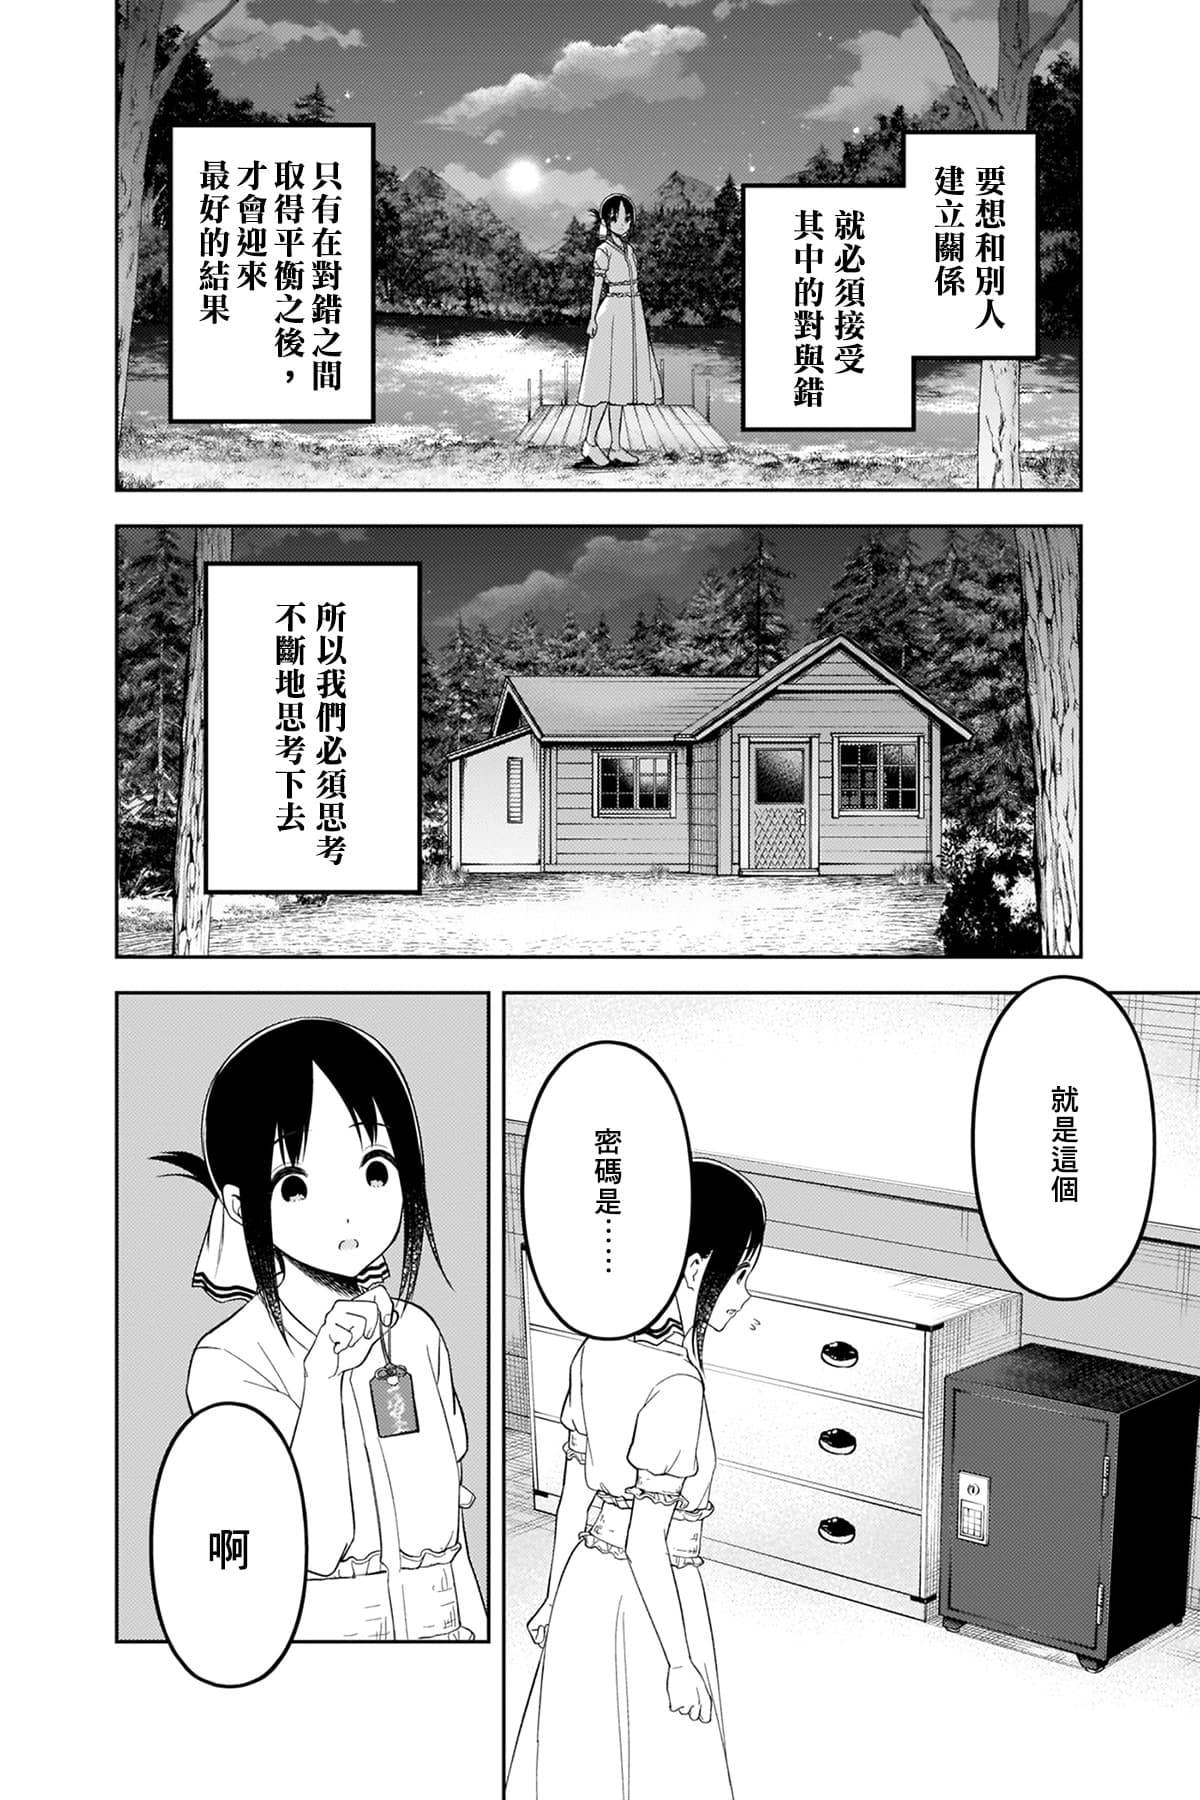 要想和別人
建立關係
就必須接受
其中的對與錯
只有在對錯之間
取得平衡之後，
才會迎來
最好的結果
所以我們必須思考
不斷地思考下去
就是這個
密碼是……
啊